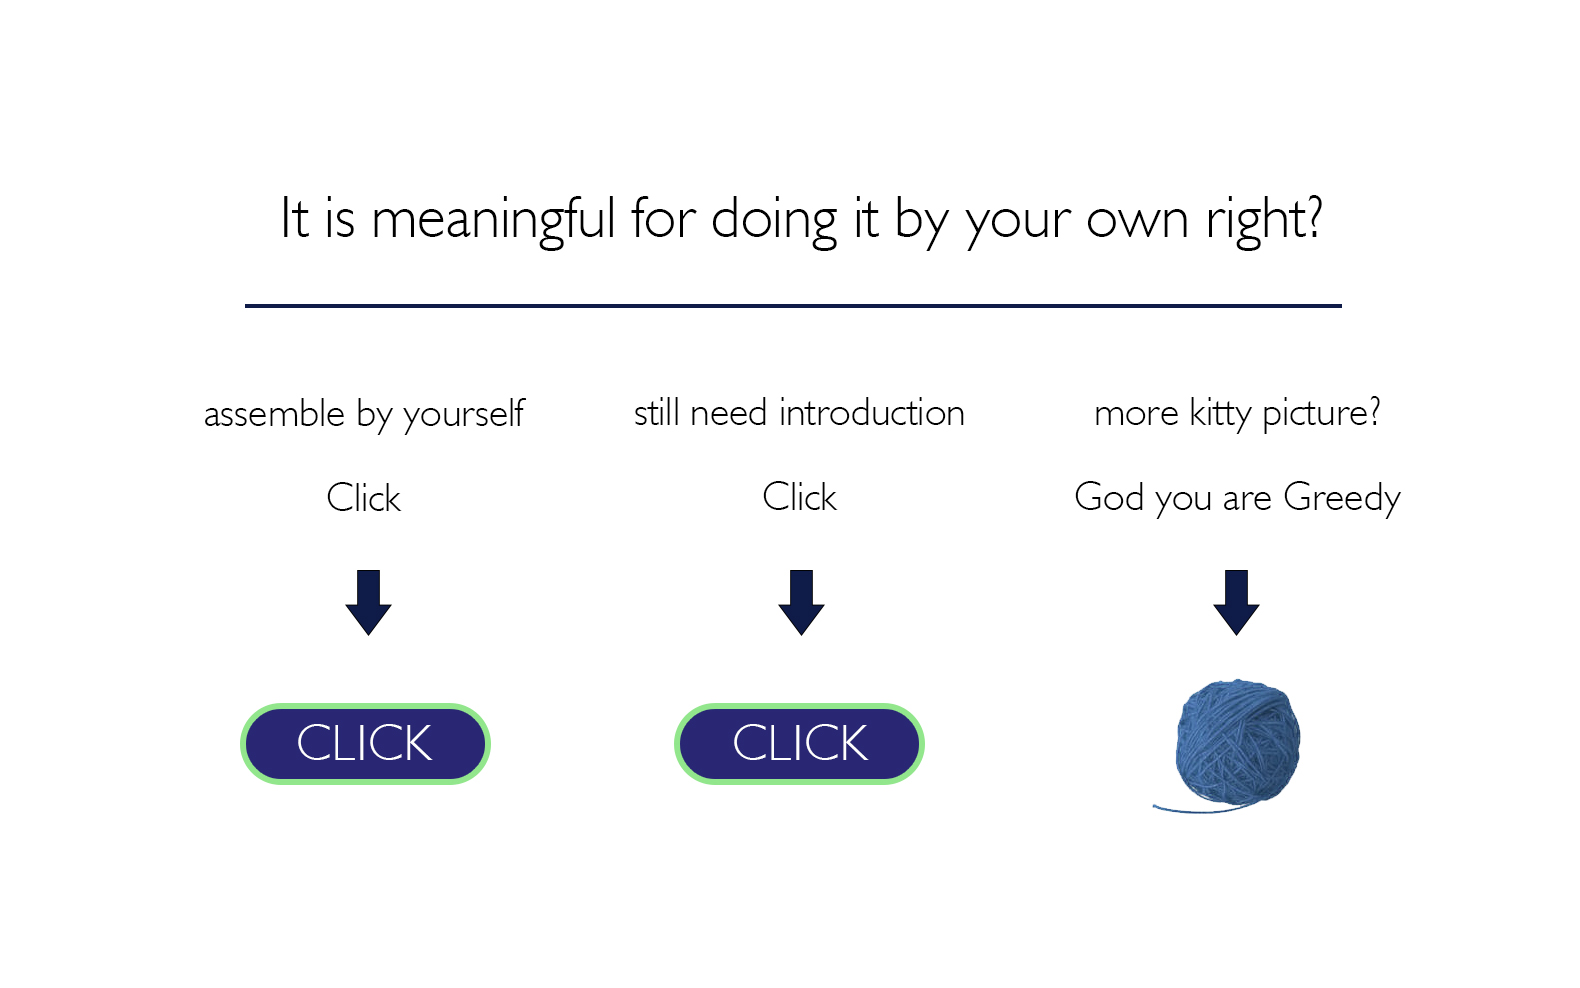 It is meaningful for doing it by your own right?
assemble by yourself
Click
CLICK
still need introduction
Click
CLICK
more kitty picture?
God you are Greedy